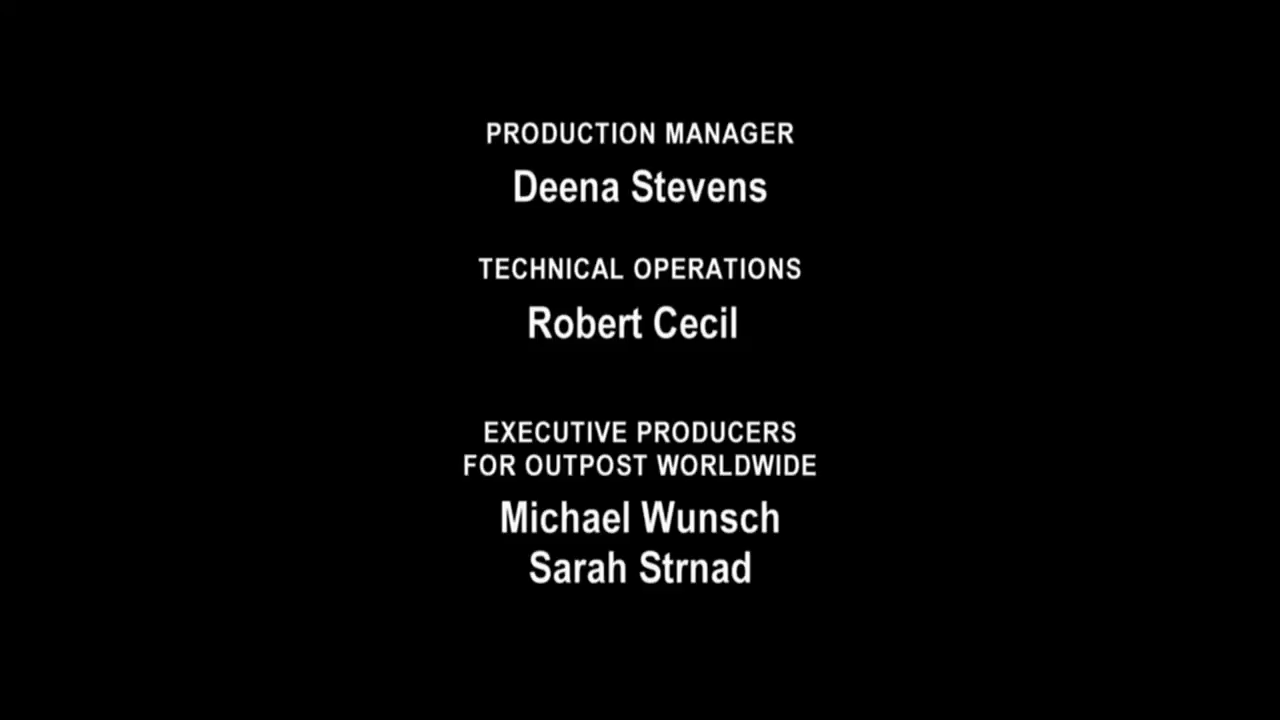 PRODUCTION MANAGER
Deena Stevens
TECHNICAL OPERATIONS
Robert Cecil
EXECUTIVE PRODUCERS
FOR OUTPOST WORLDWIDE
Michael Wunsch
Sarah Strnad